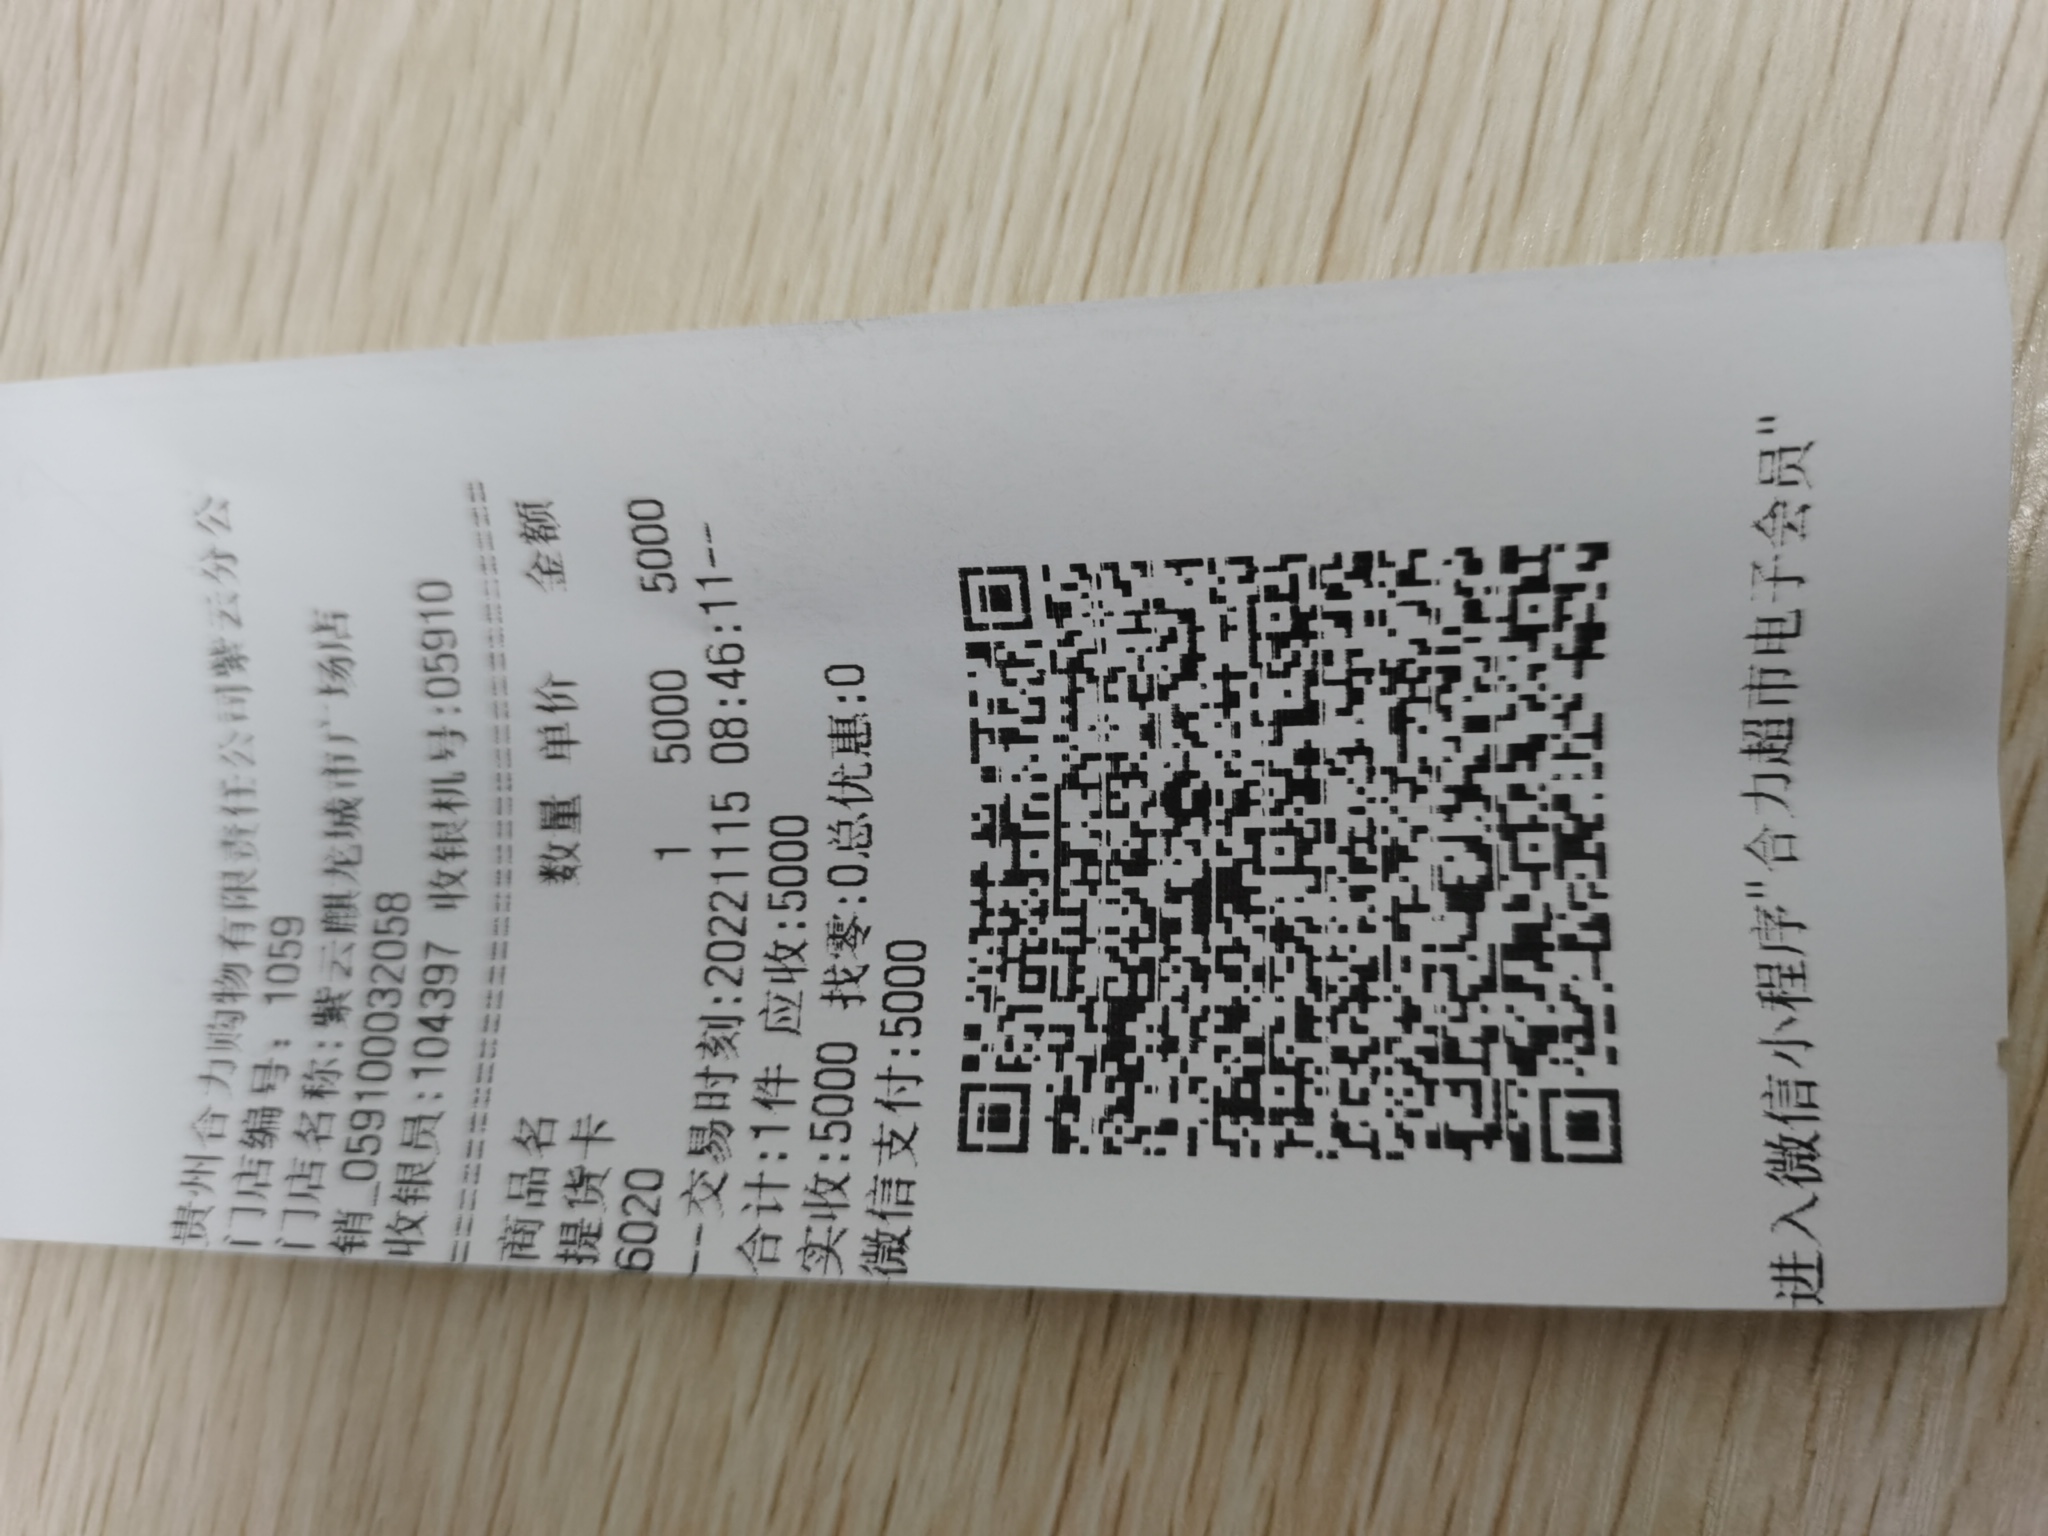 贵州合力购物有限责任公司紫云分公
门店编号: 1059
门店名称:紫云麒龙城市广场店
销_0591000032058
收银员:104397 收银机号:05910
================================
商品名 数量 单价 金额
提货卡
6020 1 5000 5000
--交易时刻:20221115 08:46:11--
合计:1件 应收:5000
实收:5000 找零:0总优惠:0
微信支付:5000
进入微信小程序"合力超市电子会员"